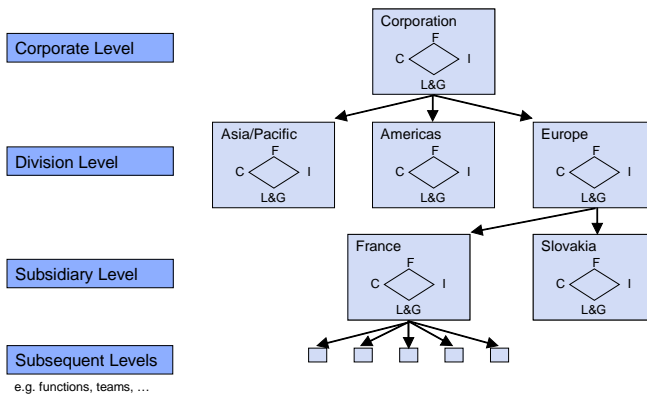 Corporate Level
Corporation
F
C I
L&G
Division Level
Asia/Pacific
F
C I
L&G
Americas
F
C I
L&G
Europe
F
C I
L&G
Subsidiary Level
France
F
C I
L&G
Slovakia
F
C I
L&G
Subsequent Levels
e.g. functions, teams, …